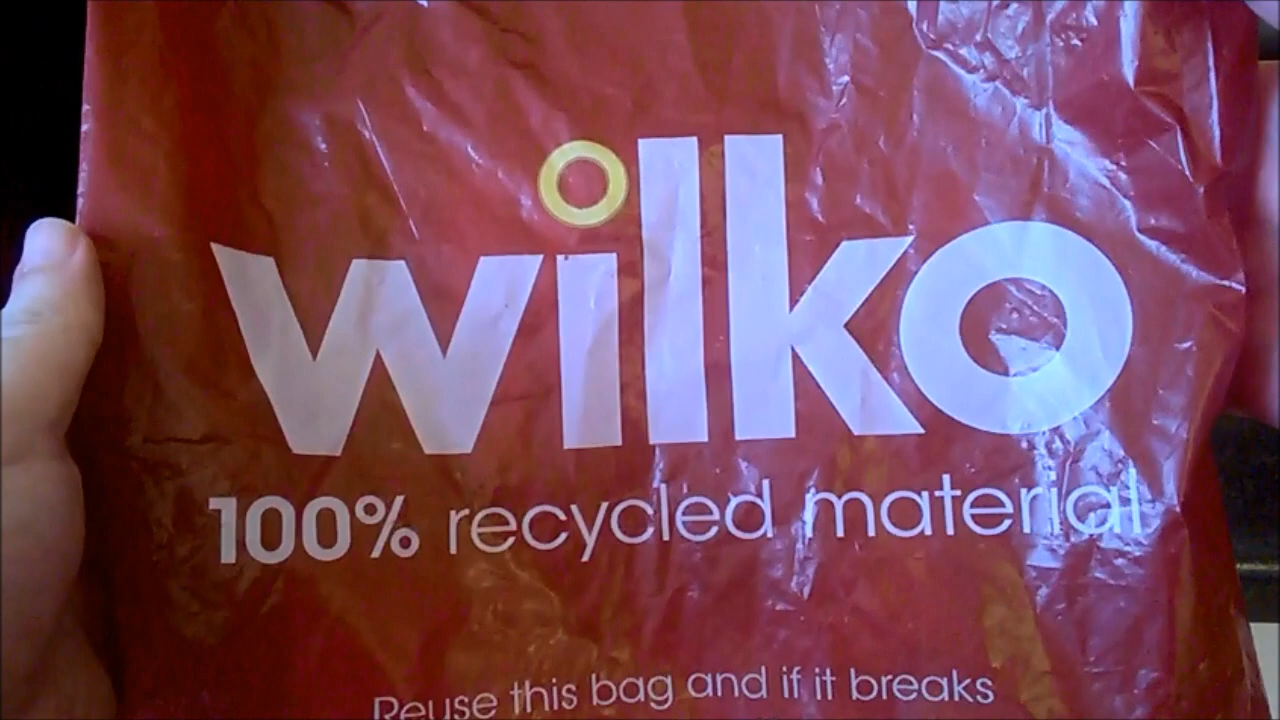 wilko
100% recycled material
Reuse this bag and if it breaks